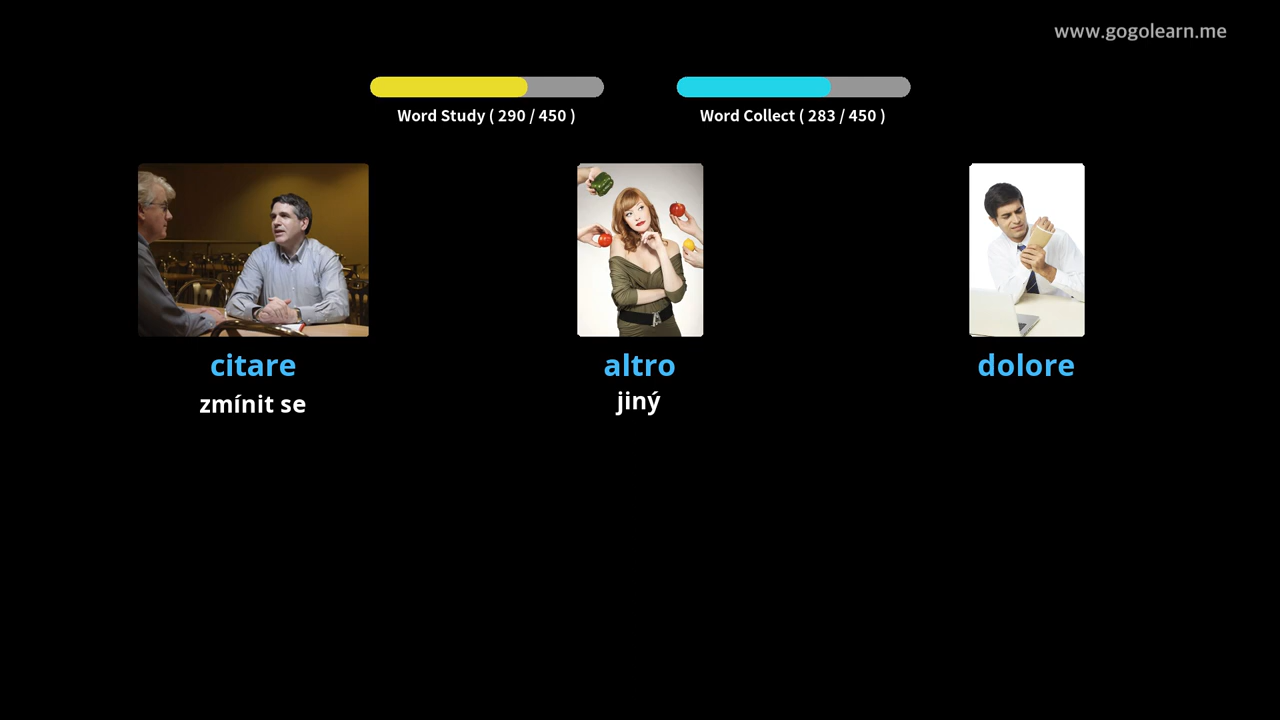 www.gogolearn.me
Word Study ( 290 / 450 )
Word Collect ( 283 / 450 )
citare
altro
dolore
zmínit se
jiný